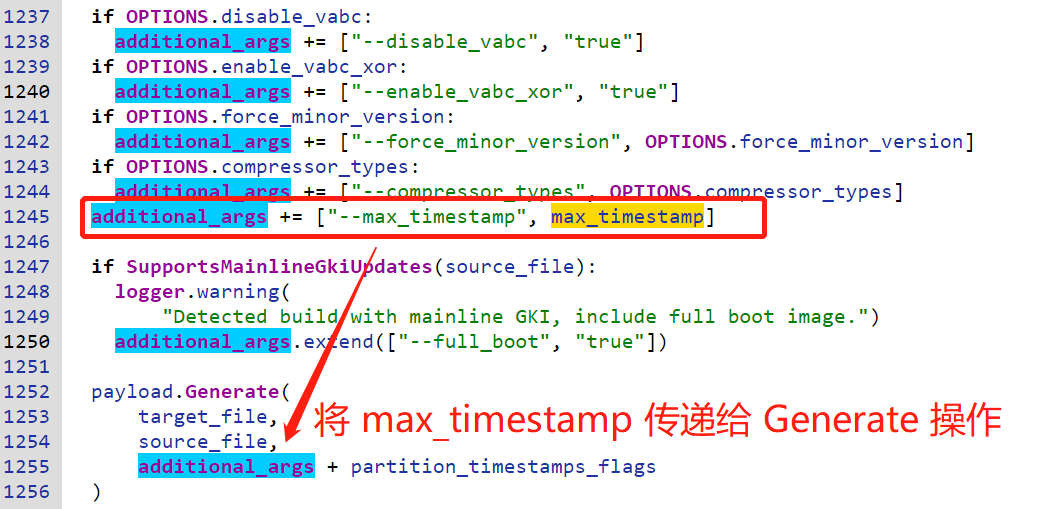 1237 if OPTIONS.disable_vabc:
1238 additional_args += ["--disable_vabc", "true"]
1239 if OPTIONS.enable_vabc_xor:
1240 additional_args += ["--enable_vabc_xor", "true"]
1241 if OPTIONS.force_minor_version:
1242 additional_args += ["--force_minor_version", OPTIONS.force_minor_version]
1243 if OPTIONS.compressor_types:
1244 additional_args += ["--compressor_types", OPTIONS.compressor_types]
1245 additional_args += ["--max_timestamp", max_timestamp]
1246
1247 if SupportsMainlineGkiUpdates(source_file):
1248 logger.warning(
1249 "Detected build with mainline GKI, include full boot image.")
1250 additional_args.extend(["--full_boot", "true"])
1251
1252 payload.Generate(
1253 target_file,
1254 source_file,
1255 additional_args + partition_timestamps_flags
1256 )
将 max_timestamp 传递给 Generate 操作